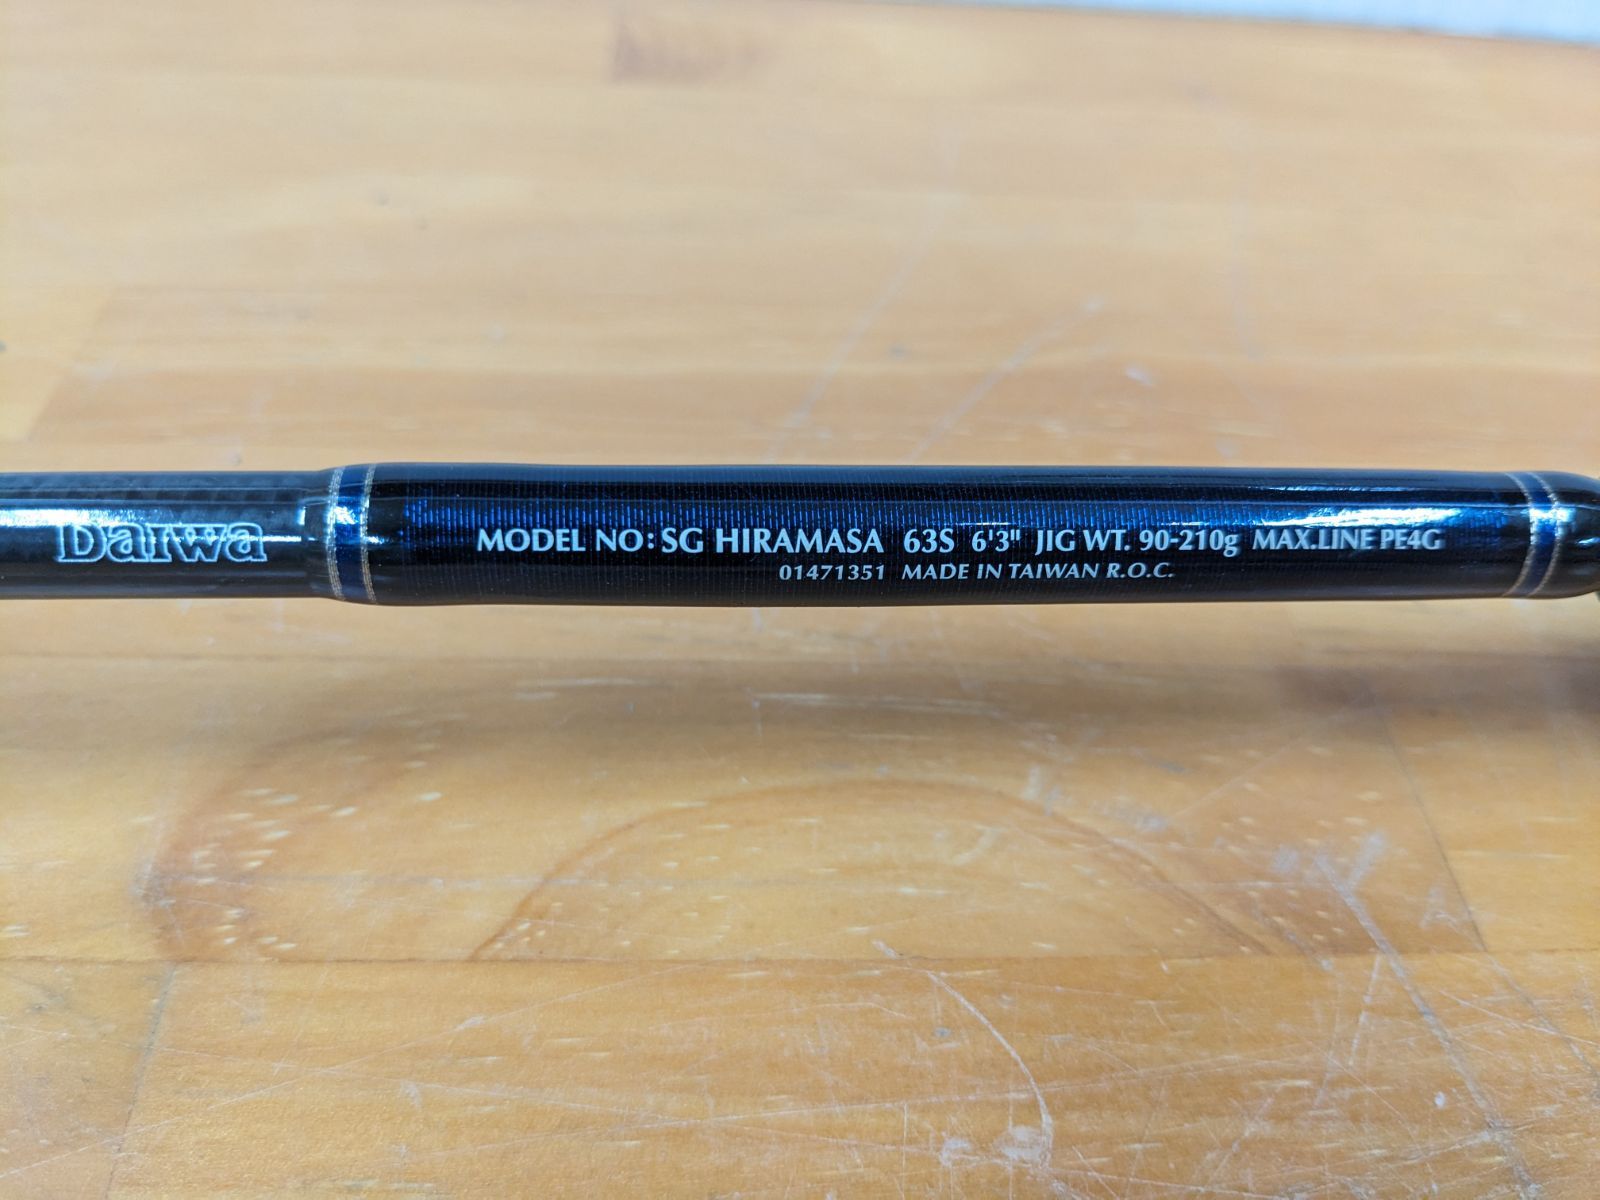 Daiwa
MODEL NO: SG HIRAMASA 63S 6'3" JIG WT. 90-210g MAX.LINE PE4G
01471351 MADE IN TAIWAN R.O.C.